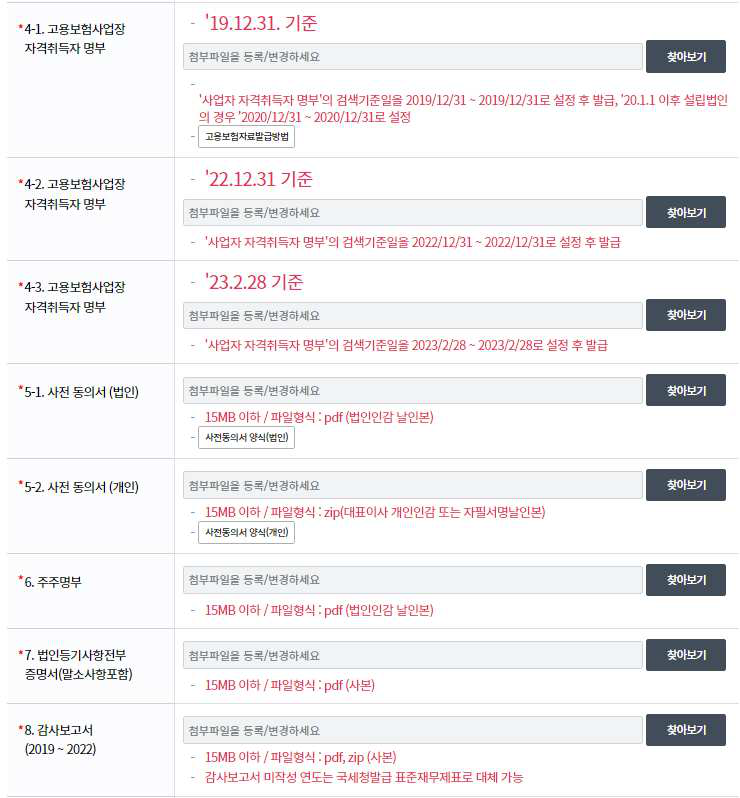 *4-1. 고용보험사업장
자격취득자 명부
- '19.12.31. 기준
첨부파일을 등록/변경하세요
찾아보기
-
'사업자 자격취득자 명부'의 검색기준일을 2019/12/31 ~ 2019/12/31로 설정 후 발급, '20.1.1 이후 설립법인
의 경우 '2020/12/31 ~ 2020/12/31로 설정
- 고용보험자료발급방법
*4-2. 고용보험사업장
자격취득자 명부
- '22.12.31 기준
첨부파일을 등록/변경하세요
찾아보기
- '사업자 자격취득자 명부'의 검색기준일을 2022/12/31 ~ 2022/12/31로 설정 후 발급
*4-3. 고용보험사업장
자격취득자 명부
- '23.2.28 기준
첨부파일을 등록/변경하세요
찾아보기
- '사업자 자격취득자 명부'의 검색기준일을 2023/2/28 ~ 2023/2/28로 설정 후 발급
*5-1. 사전 동의서 (법인)
첨부파일을 등록/변경하세요
찾아보기
- 15MB 이하 / 파일형식 : pdf (법인인감 날인본)
- 사전동의서 양식(법인)
*5-2. 사전 동의서 (개인)
첨부파일을 등록/변경하세요
찾아보기
- 15MB 이하 / 파일형식 : zip(대표이사 개인인감 또는 자필서명날인본)
- 사전동의서 양식(개인)
*6. 주주명부
첨부파일을 등록/변경하세요
찾아보기
- 15MB 이하 / 파일형식 : pdf (법인인감 날인본)
*7. 법인등기사항전부
증명서(말소사항포함)
첨부파일을 등록/변경하세요
찾아보기
- 15MB 이하 / 파일형식 : pdf (사본)
*8. 감사보고서
(2019 ~ 2022)
첨부파일을 등록/변경하세요
찾아보기
- 15MB 이하 / 파일형식 : pdf, zip (사본)
- 감사보고서 미작성 연도는 국세청발급 표준재무제표로 대체 가능